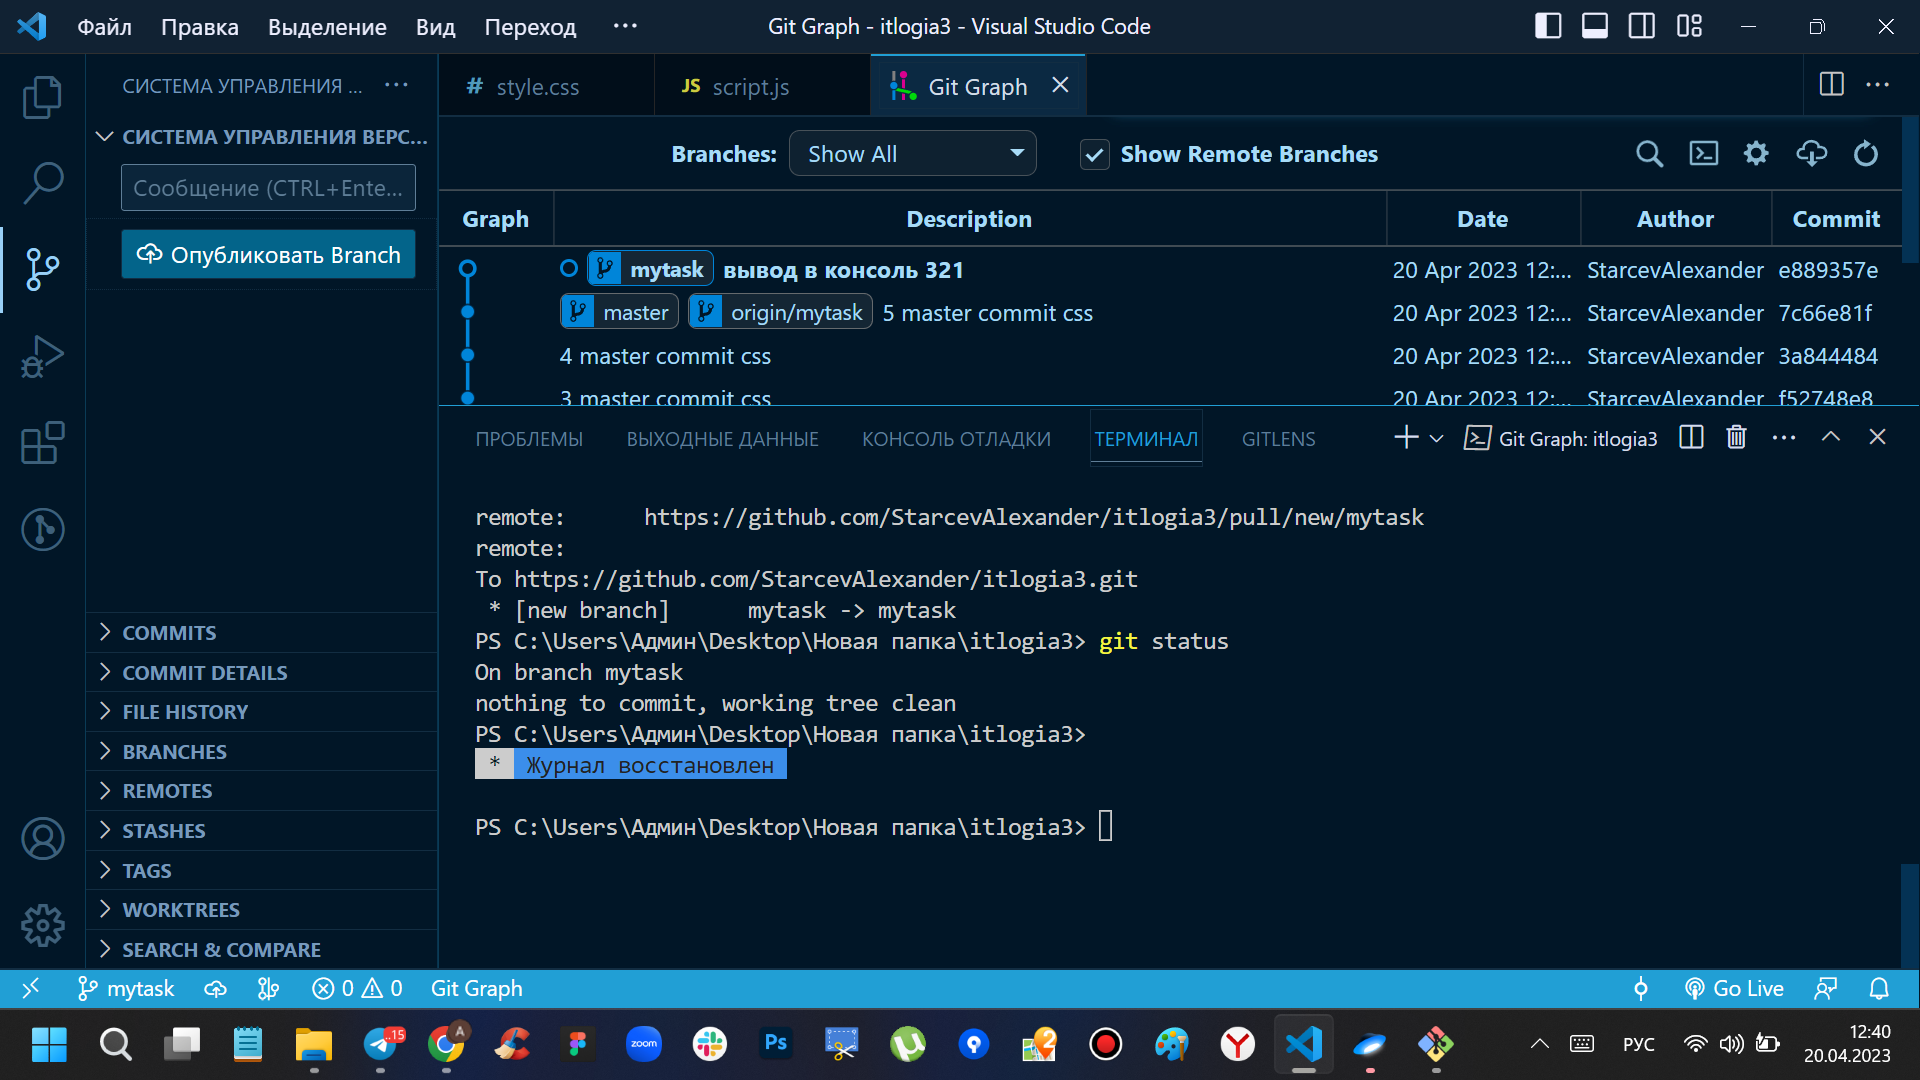 Файл Правка Выделение Вид Переход ··· Git Graph - itlogia3 - Visual Studio Code
СИСТЕМА УПРАВЛЕНИЯ ... ···
# style.css JS script.js Git Graph
СИСТЕМА УПРАВЛЕНИЯ ВЕРС...
Сообщение (CTRL+Ente...
Опубликовать Branch
Branches: Show All Show Remote Branches
Graph Description Date Author Commit
mytask вывод в консоль 321 20 Apr 2023 12:... StarcevAlexander e889357e
master origin/mytask 5 master commit css 20 Apr 2023 12:... StarcevAlexander 7c66e81f
4 master commit css 20 Apr 2023 12:... StarcevAlexander 3a844484
3 master commit css 20 Apr 2023 12:... StarcevAlexander f52748e8
ПРОБЛЕМЫ ВЫХОДНЫЕ ДАННЫЕ КОНСОЛЬ ОТЛАДКИ ТЕРМИНАЛ GITLENS Git Graph: itlogia3
remote: https://github.com/StarcevAlexander/itlogia3/pull/new/mytask
remote:
To https://github.com/StarcevAlexander/itlogia3.git
* [new branch] mytask -> mytask
PS C:\Users\Админ\Desktop\Новая папка\itlogia3> git status
On branch mytask
nothing to commit, working tree clean
PS C:\Users\Админ\Desktop\Новая папка\itlogia3>
* Журнал восстановлен
PS C:\Users\Админ\Desktop\Новая папка\itlogia3>
COMMITS
COMMIT DETAILS
FILE HISTORY
BRANCHES
REMOTES
STASHES
TAGS
WORKTREES
SEARCH & COMPARE
mytask 0 0 Git Graph Go Live
..15 A zoom Ps 2 РУС 12:40
20.04.2023